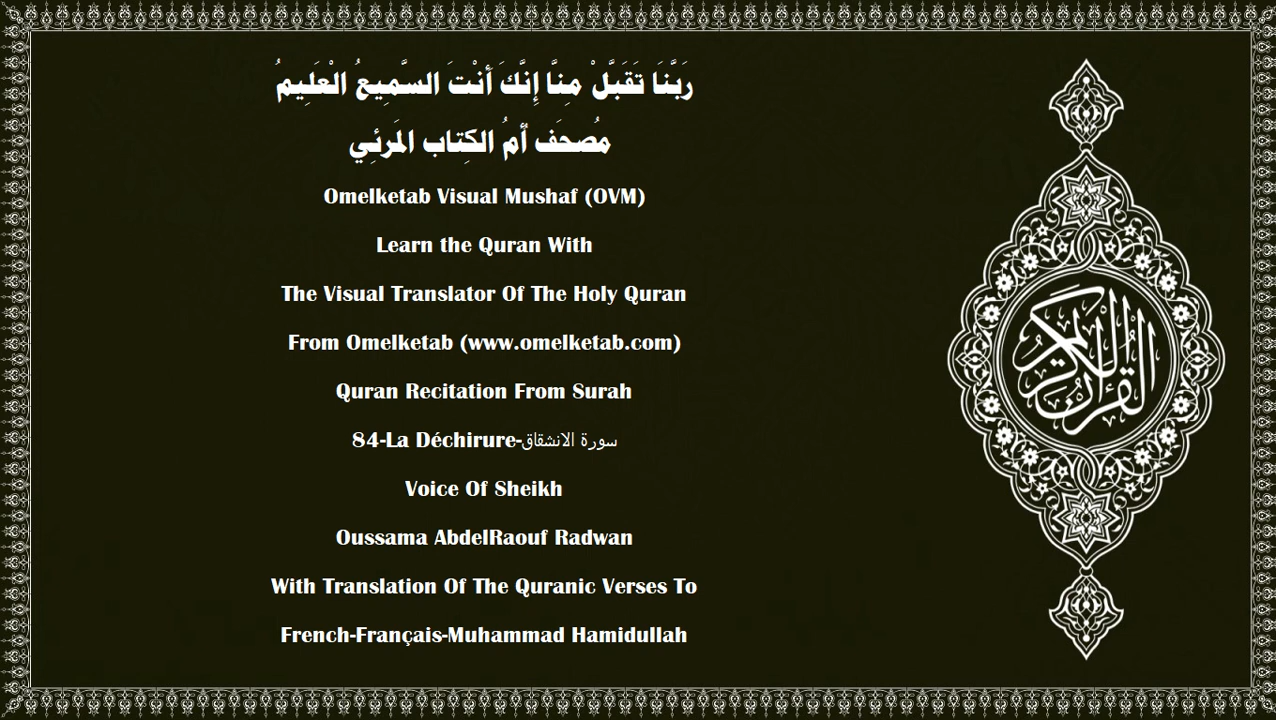 رَبَّنَا تَقَبَّلْ مِنَّا إِنَّكَ أَنْتَ السَّمِيعُ الْعَلِيمُ
مُصحَف أمُ الكِتاب المَرئِي
Omelketab Visual Mushaf (OVM)
Learn the Quran With
The Visual Translator Of The Holy Quran
From Omelketab (www.omelketab.com)
Quran Recitation From Surah
84-La Déchirure-سورة الانشقاق
Voice Of Sheikh
Oussama AbdelRaouf Radwan
With Translation Of The Quranic Verses To
French-Français-Muhammad Hamidullah
القرآن الكريم